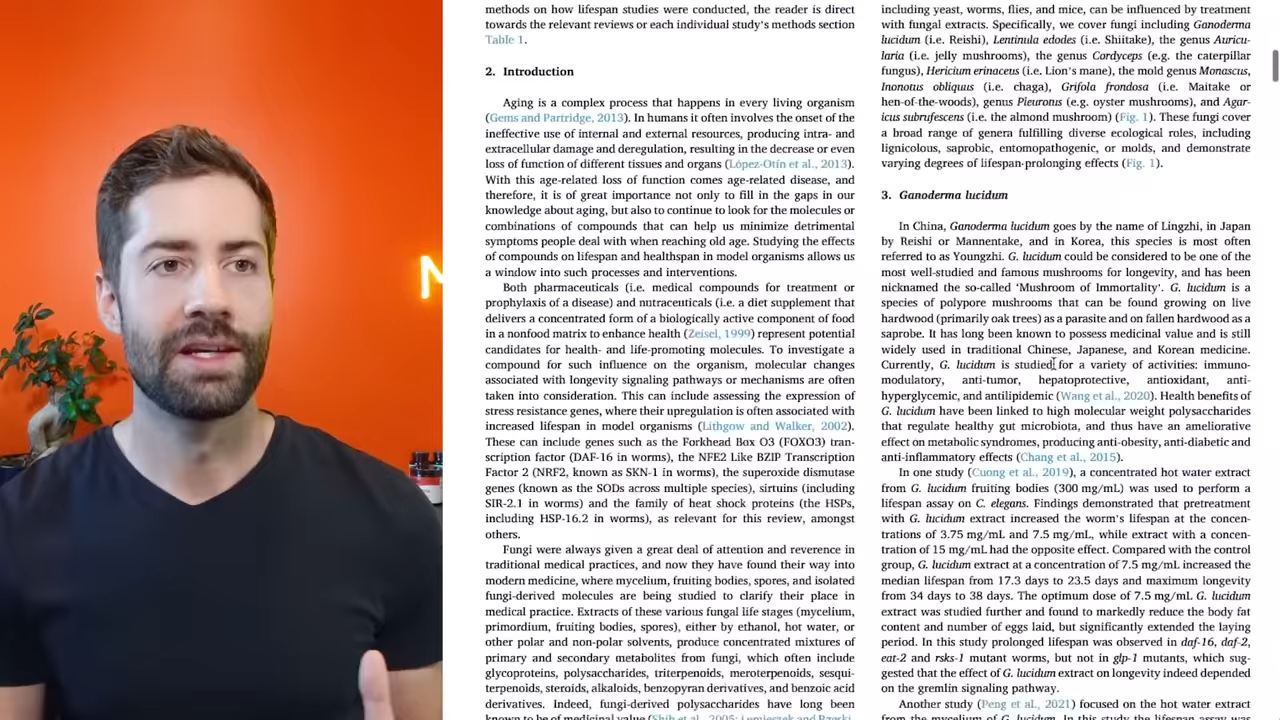 methods on how lifespan studies were conducted, the reader is direct
towards the relevant reviews or each individual study's methods section
Table 1.
2. Introduction
Aging is a complex process that happens in every living organism
(Gems and Partridge, 2013). In humans it often involves the onset of the
ineffective use of internal and external resources, producing intra- and
extracellular damage and deregulation, resulting in the decrease or even
loss of function of different tissues and organs (López-Otín et al., 2013).
With this age-related loss of function comes age-related disease, and
therefore, it is of great importance not only to fill in the gaps in our
knowledge about aging, but also to continue to look for the molecules or
combinations of compounds that can help us minimize detrimental
symptoms people deal with when reaching old age. Studying the effects
of compounds on lifespan and healthspan in model organisms allows us
a window into such processes and interventions.
Both pharmaceuticals (i.e. medical compounds for treatment or
prophylaxis of a disease) and nutraceuticals (i.e. a diet supplement that
delivers a concentrated form of a biologically active component of food
in a nonfood matrix to enhance health (Zeisel, 1999) represent potential
candidates for health- and life-promoting molecules. To investigate a
compound for such influence on the organism, molecular changes
associated with longevity signaling pathways or mechanisms are often
taken into consideration. This can include assessing the expression of
stress resistance genes, where their upregulation is often associated with
increased lifespan in model organisms (Lithgow and Walker, 2002).
These can include genes such as the Forkhead Box O3 (FOXO3) tran-
scription factor (DAF-16 in worms), the NFE2 Like BZIP Transcription
Factor 2 (NRF2, known as SKN-1 in worms), the superoxide dismutase
genes (known as the SODs across multiple species), sirtuins (including
SIR-2.1 in worms) and the family of heat shock proteins (the HSPs,
including HSP-16.2 in worms), as relevant for this review, amongst
others.
Fungi were always given a great deal of attention and reverence in
traditional medical practices, and now they have found their way into
modern medicine, where mycelium, fruiting bodies, spores, and isolated
fungi-derived molecules are being studied to clarify their place in
medical practice. Extracts of these various fungal life stages (mycelium,
primordium, fruiting bodies, spores), either by ethanol, hot water, or
other polar and non-polar solvents, produce concentrated mixtures of
primary and secondary metabolites from fungi, which often include
glycoproteins, polysaccharides, triterpenoids, meroterpenoids, sesqui-
terpenoids, steroids, alkaloids, benzopyran derivatives, and benzoic acid
derivatives. Indeed, fungi-derived polysaccharides have long been
known to be of medicinal value (Shih et al., 2005; Lemieszek and Rzeski,
including yeast, worms, flies, and mice, can be influenced by treatment
with fungal extracts. Specifically, we cover fungi including Ganoderma
lucidum (i.e. Reishi), Lentinula edodes (i.e. Shiitake), the genus Auricu-
laria (i.e. jelly mushrooms), the genus Cordyceps (e.g. the caterpillar
fungus), Hericium erinaceus (i.e. Lion's mane), the mold genus Monascus,
Inonotus obliquus (i.e. chaga), Grifola frondosa (i.e. Maitake or
hen-of-the-woods), genus Pleuronus (e.g. oyster mushrooms), and Agar-
icus subrufescens (i.e. the almond mushroom) (Fig. 1). These fungi cover
a broad range of genera fulfilling diverse ecological roles, including
lignicolous, saprobic, entomopathogenic, or molds, and demonstrate
varying degrees of lifespan-prolonging effects (Fig. 1).
3. Ganoderma lucidum
In China, Ganoderma lucidum goes by the name of Lingzhi, in Japan
by Reishi or Mannentake, and in Korea, this species is most often
referred to as Youngzhi. G. lucidum could be considered to be one of the
most well-studied and famous mushrooms for longevity, and has been
nicknamed the so-called 'Mushroom of Immortality'. G. lucidum is a
species of polypore mushrooms that can be found growing on live
hardwood (primarily oak trees) as a parasite and on fallen hardwood as a
saprobe. It has long been known to possess medicinal value and is still
widely used in traditional Chinese, Japanese, and Korean medicine.
Currently, G. lucidum is studied for a variety of activities: immuno-
modulatory, anti-tumor, hepatoprotective, antioxidant, anti-
hyperglycemic, and antilipidemic (Wang et al., 2020). Health benefits of
G. lucidum have been linked to high molecular weight polysaccharides
that regulate healthy gut microbiota, and thus have an ameliorative
effect on metabolic syndromes, producing anti-obesity, anti-diabetic and
anti-inflammatory effects (Chang et al., 2015).
In one study (Cuong et al., 2019), a concentrated hot water extract
from G. lucidum fruiting bodies (300 mg/mL) was used to perform a
lifespan assay on C. elegans. Findings demonstrated that pretreatment
with G. lucidum extract increased the worm's lifespan at the concen-
trations of 3.75 mg/mL and 7.5 mg/mL, while extract with a concen-
tration of 15 mg/mL had the opposite effect. Compared with the control
group, G. lucidum extract at a concentration of 7.5 mg/mL increased the
median lifespan from 17.3 days to 23.5 days and maximum longevity
from 34 days to 38 days. The optimum dose of 7.5 mg/mL G. lucidum
extract was studied further and found to markedly reduce the body fat
content and number of eggs laid, but significantly extended the laying
period. In this study prolonged lifespan was observed in daf-16, daf-2,
eat-2 and rsks-1 mutant worms, but not in glp-1 mutants, which sug-
gested that the effect of G. lucidum extract on longevity indeed depended
on the gremlin signaling pathway.
Another study (Peng et al., 2021) focused on the hot water extract
from the mycelium of G. lucidum. In this study the lifespan was
M